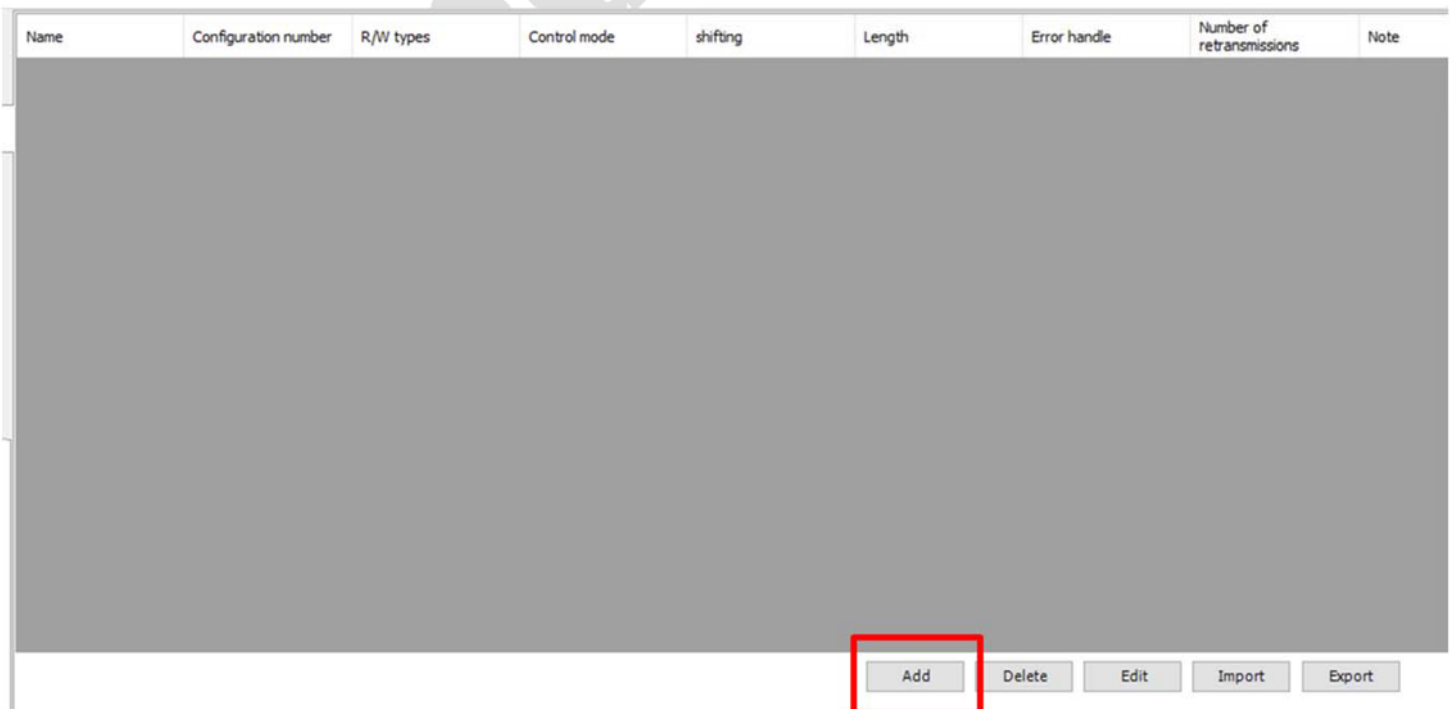 Name Configuration number R/W types Control mode shifting Length Error handle Number of retransmissions Note
Add Delete Edit Import Export